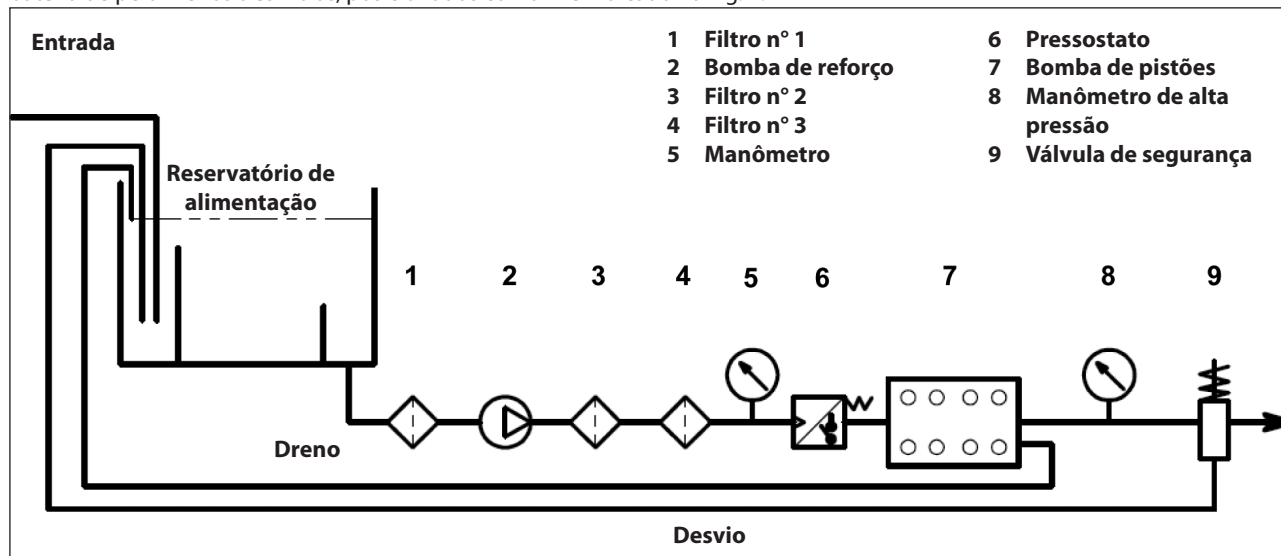 Entrada
1 Filtro n° 1
2 Bomba de reforço
3 Filtro n° 2
4 Filtro n° 3
5 Manômetro
6 Pressostato
7 Bomba de pistões
8 Manômetro de alta
pressão
9 Válvula de segurança
Reservatório de
alimentação
1 2 3 4 5 6 7 8 9
Dreno
Desvio